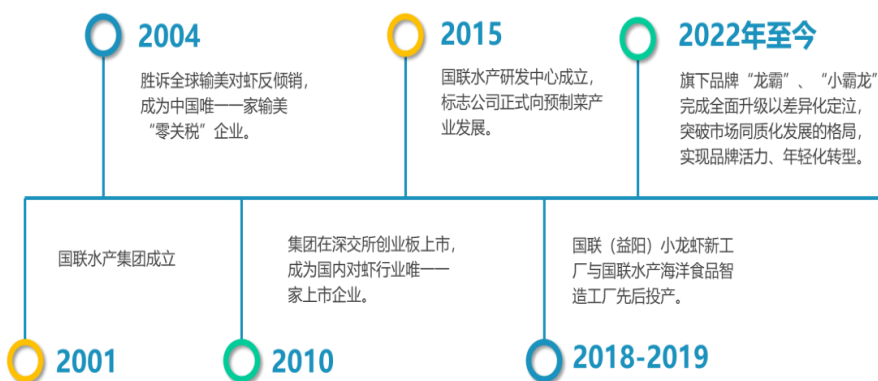 2004
胜诉全球输美对虾反倾销，
成为中国唯一一家输美
“零关税”企业。
2015
国联水产研发中心成立，
标志公司正式向预制菜产
业发展。
2022年至今
旗下品牌“龙霸”、“小霸龙”
完成全面升级以差异化定泣，
突破市场同质化发展的格局，
实现品牌活力、年轻化转型。
国联水产集团成立
2001
集团在深交所创业板上市，
成为国内对虾行业唯一一
家上市企业。
2010
国联（益阳）小龙虾新工
厂与国联水产海洋食品智
造工厂先后投产。
2018-2019